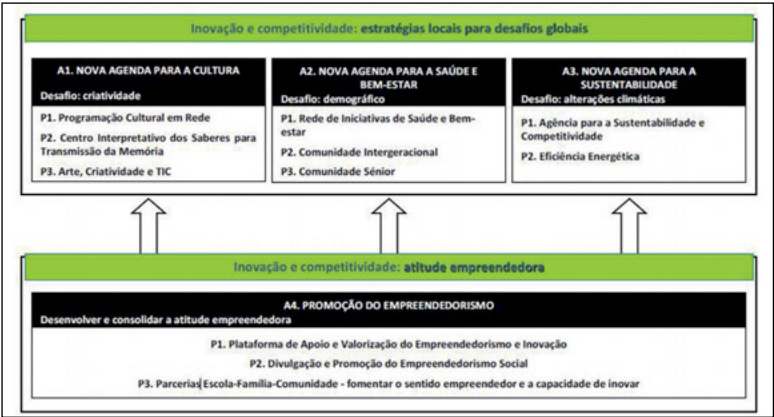 Inovação e competitividade: estratégias locais para desafios globais
A1. NOVA AGENDA PARA A CULTURA
Desafio: criatividade
P1. Programação Cultural em Rede
P2. Centro Interpretativo dos Saberes para
Transmissão da Memória
P3. Arte, Criatividade e TIC
A2. NOVA AGENDA PARA A SAÚDE E
BEM-ESTAR
Desafio: demográfico
P1. Rede de Iniciativas de Saúde e Bem-
estar
P2. Comunidade Intergeracional
P3. Comunidade Sénior
A3. NOVA AGENDA PARA A
SUSTENTABILIDADE
Desafio: alterações climáticas
P1. Agência para a Sustentabilidade e
Competitividade
P2. Eficiência Energética
Inovação e competitividade: atitude empreendedora
A4. PROMOÇÃO DO EMPREENDEDORISMO
Desenvolver e consolidar a atitude empreendedora
P1. Plataforma de Apoio e Valorização do Empreendedorismo e Inovação
P2. Divulgação e Promoção do Empreendedorismo Social
P3. Parcerias Escola-Família-Comunidade - fomentar o sentido empreendedor e a capacidade de inovar